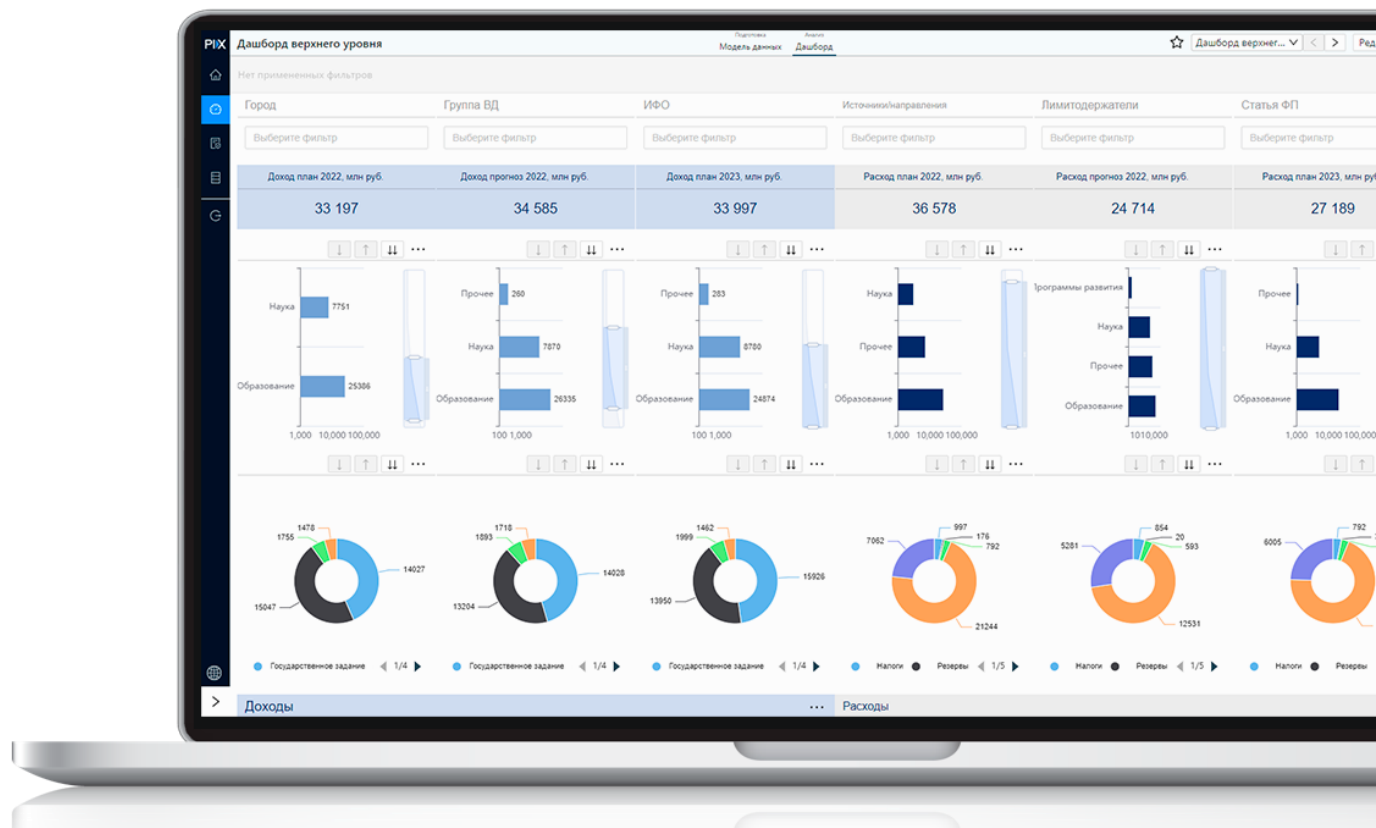 Подготовка Анализ
PIX Дашборд верхнего уровня Модель данных Дашборд Дашборд верхнег... Ред
Нет примененных фильтров
Город Группа ВД ИФО Источники/направления Лимитодержатели Статья ФП
Выберите фильтр Выберите фильтр Выберите фильтр Выберите фильтр Выберите фильтр Выберите фильтр
Доход план 2022, млн руб. Доход прогноз 2022, млн руб. Доход план 2023, млн руб. Расход план 2022, млн руб. Расход прогноз 2022, млн руб. Расход план 2023, млн руб
33 197 34 585 33 997 36 578 24 714 27 189
Наука 7751
Образование 25386
1,000 10,000 100,000
Прочее 260
Наука 7870
Образование 26335
100 1,000
Прочее 283
Наука 8780
Образование 24874
100 1,000
Наука
Прочее
Образование
1,000 10,000 100,000
Программы развития
Наука
Прочее
Образование
10 10,000
Прочее
Наука
Образование
1,000 10,000 100,000
1478
1755
14027
15047
1718
1893
14028
13204
1462
1999
15926
13950
997
176
792
7062
21244
854
20
593
5281
12531
792
6005
Государственное задание 1/4
Государственное задание 1/4
Государственное задание 1/4
Налоги Резервы 1/5
Налоги Резервы 1/5
Налоги Резервы
Доходы Расходы